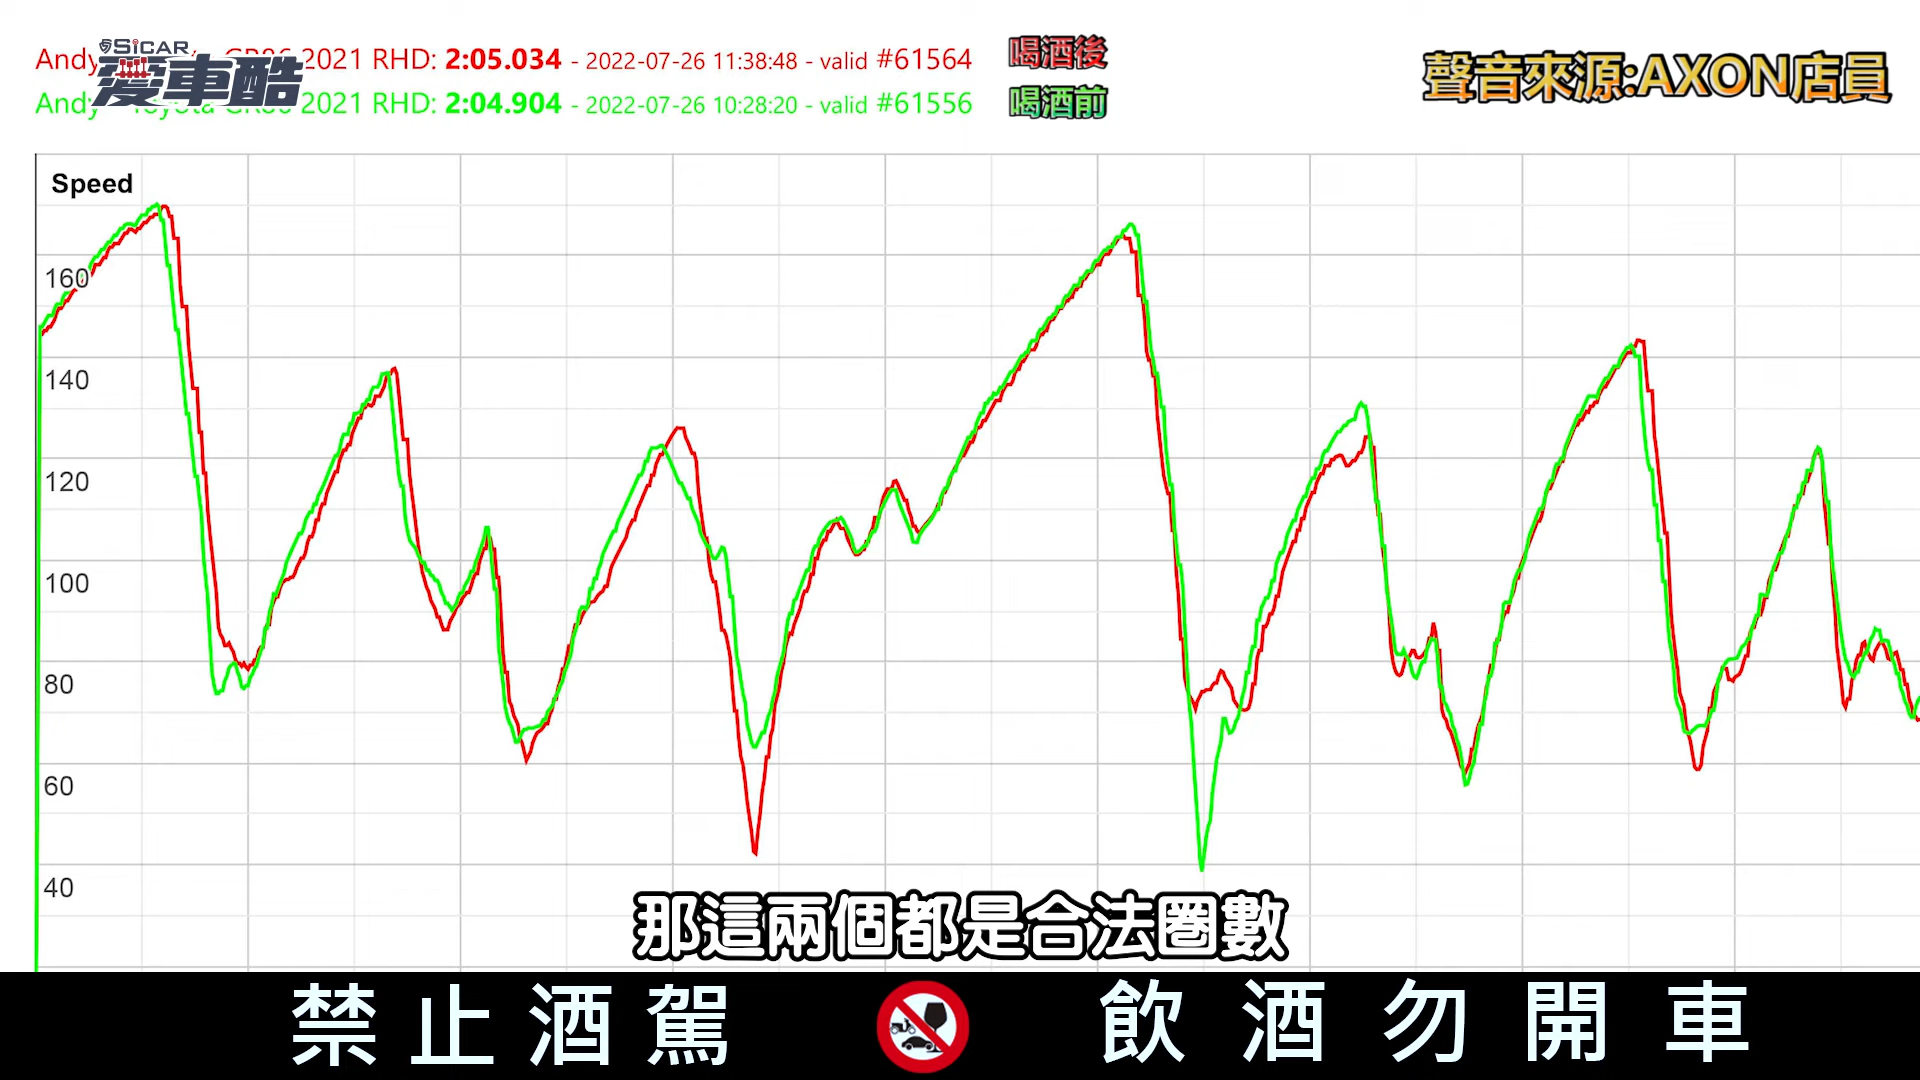 SiCAR
愛車酷
Andy GR86 2021 RHD: 2:05.034 - 2022-07-26 11:38:48 - valid #61564
喝酒後
Andy Toyota GR86 2021 RHD: 2:04.904 - 2022-07-26 10:28:20 - valid #61556
喝酒前
聲音來源:AXON店員
Speed
160
140
120
100
80
60
40
那這兩個都是合法圈數
禁止酒駕
飲酒勿開車